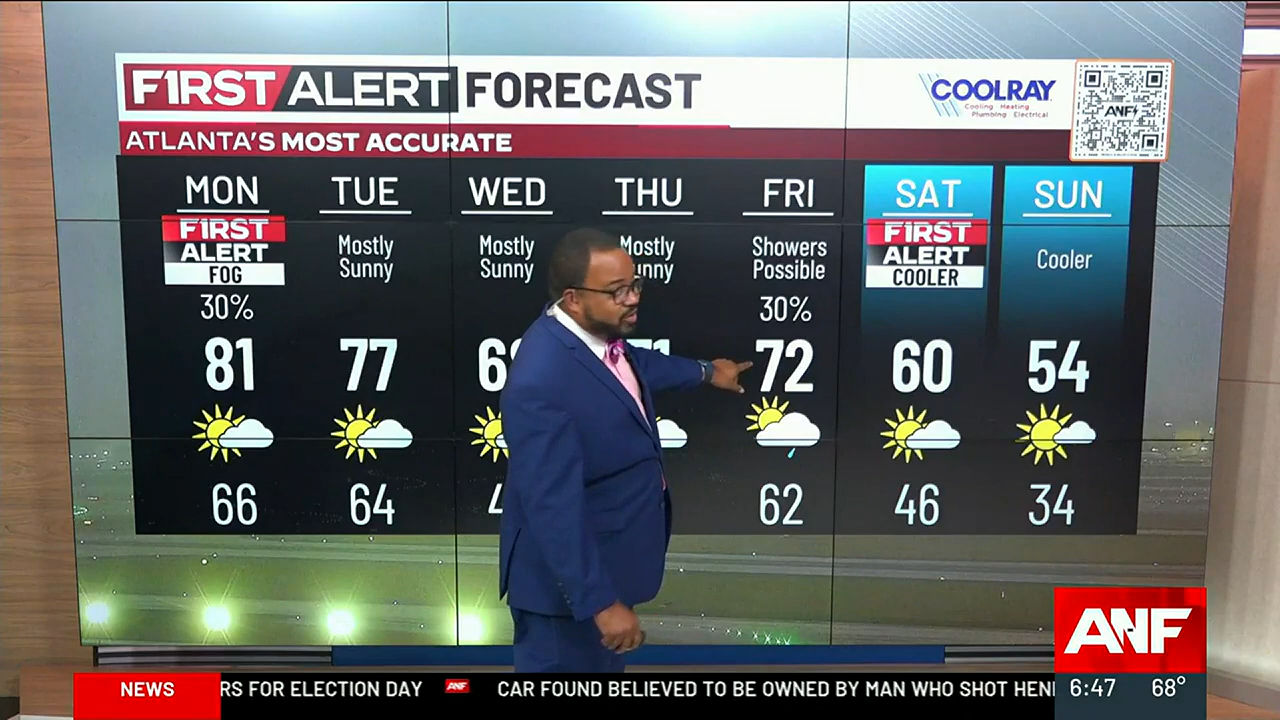 F1RST ALERT FORECAST
COOLRAY
Cooling · Heating
Plumbing · Electrical
ANF
ATLANTA'S MOST ACCURATE
MON TUE WED THU FRI SAT SUN
F1RST ALERT FOG
30%
81
66
Mostly Sunny
77
64
Mostly Sunny
Mostly
Showers Possible
30%
72
62
F1RST ALERT COOLER
60
46
Cooler
54
34
ANF
6:47 68°
NEWS
FOR ELECTION DAY ANF CAR FOUND BELIEVED TO BE OWNED BY MAN WHO SHOT